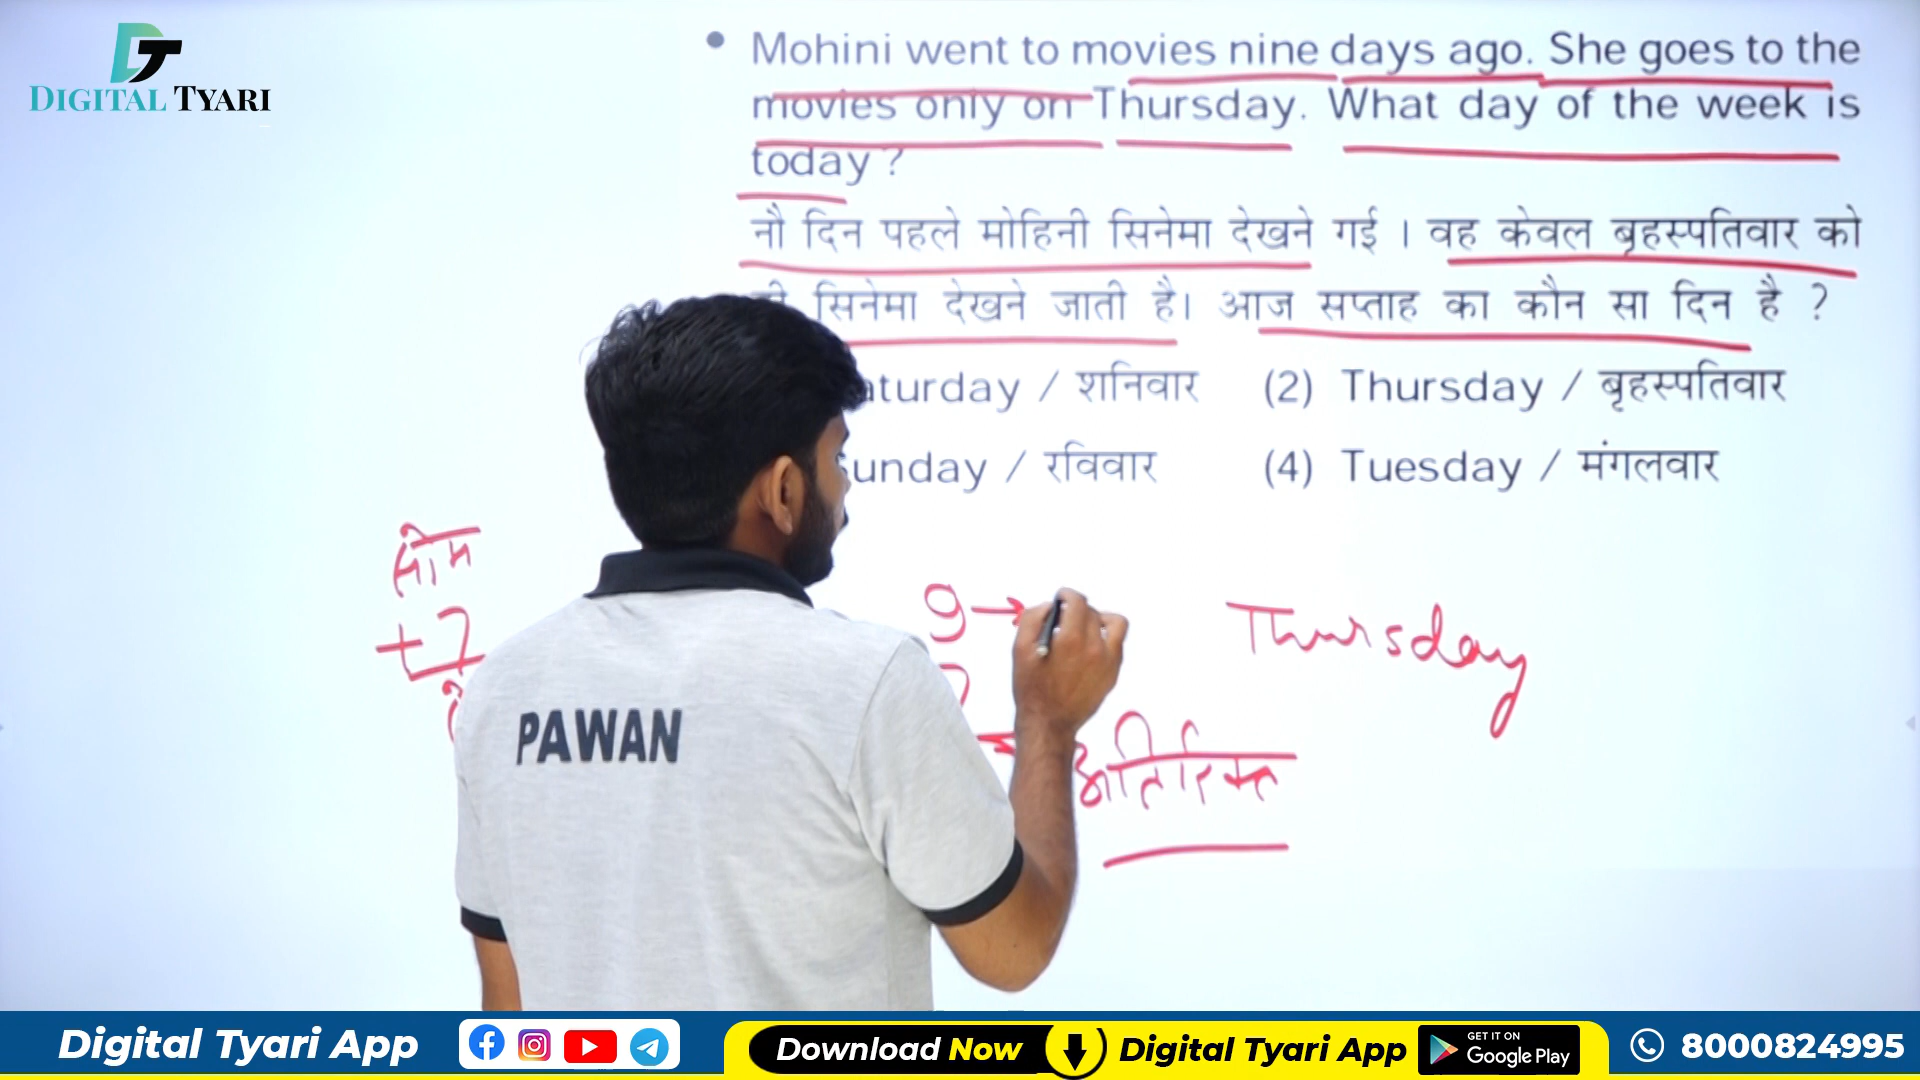 DT
DIGITAL TYARI
• Mohini went to movies nine days ago. She goes to the
movies only on Thursday. What day of the week is
today ?
नौ दिन पहले मोहिनी सिनेमा देखने गई । वह केवल बृहस्पतिवार को
सिनेमा देखने जाती है। आज सप्ताह का कौन सा दिन है ?
aturday / शनिवार (2) Thursday / बृहस्पतिवार
Sunday / रविवार (4) Tuesday / मंगलवार
सोम
+7
9→
7
Thursday
अतिरिक्त
PAWAN
Digital Tyari App
Download Now
Digital Tyari App
GET IT ON
Google Play
8000824995